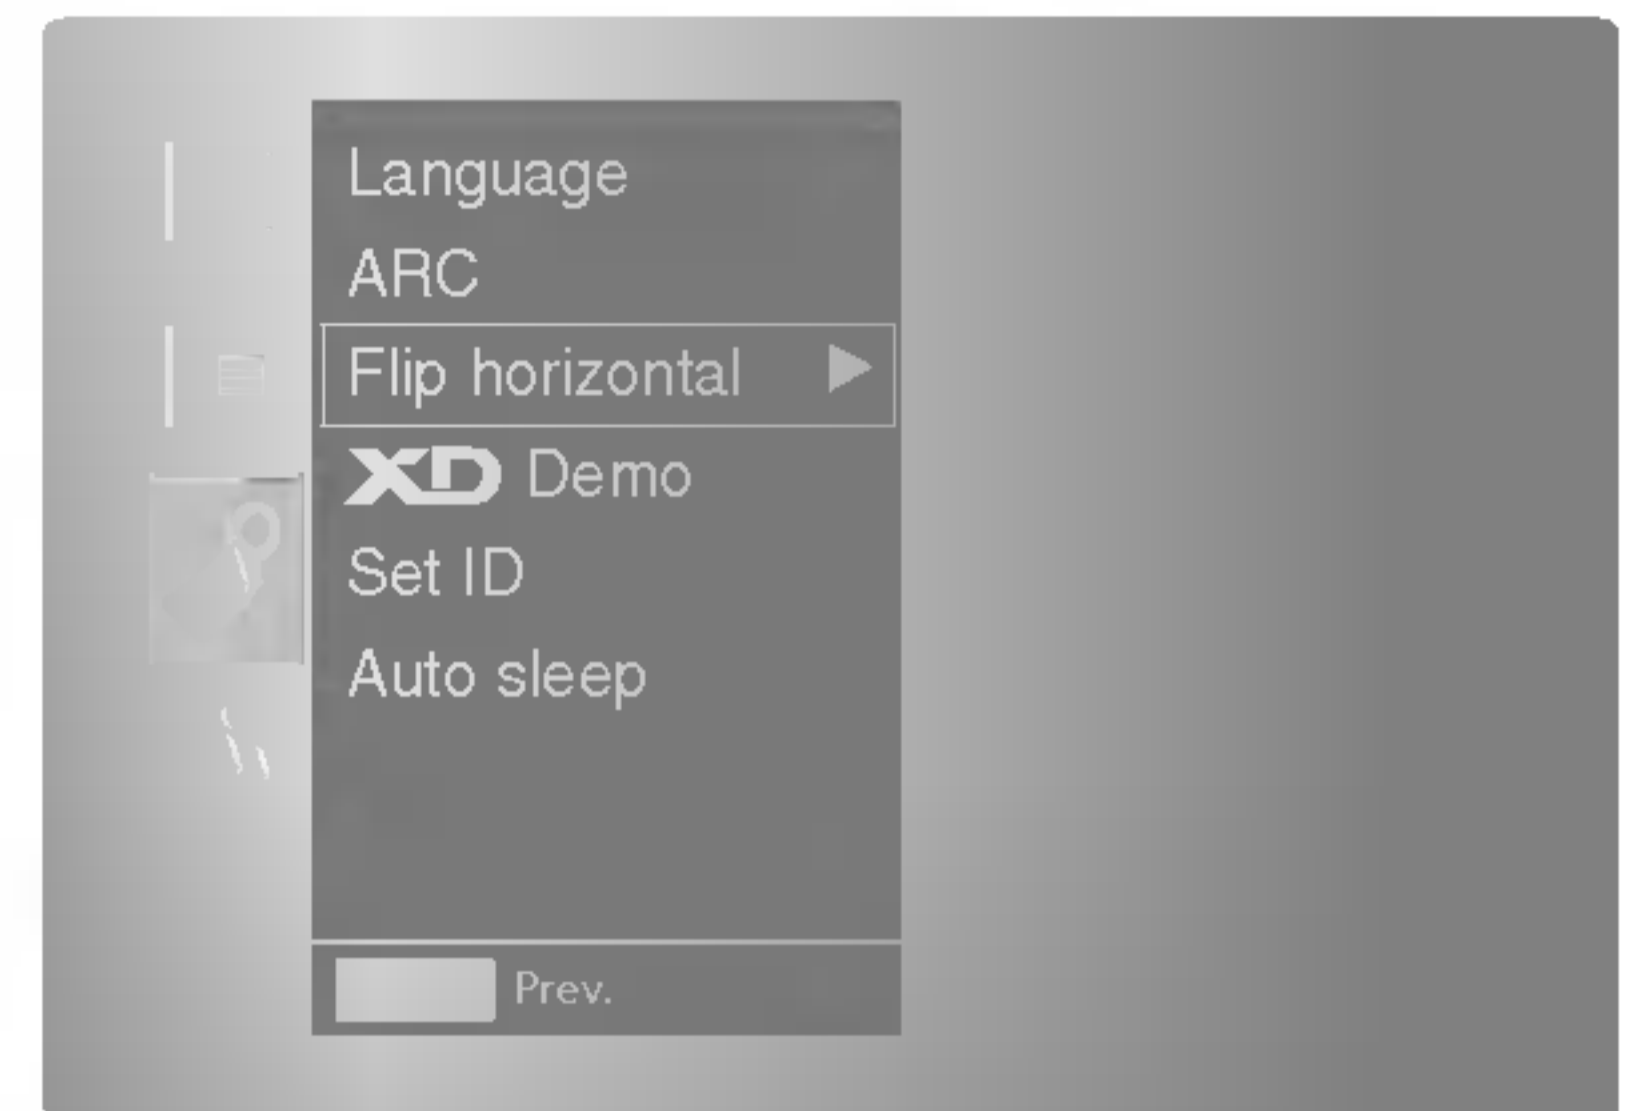 Language
ARC
Flip horizontal
XD Demo
Set ID
Auto sleep
Prev.